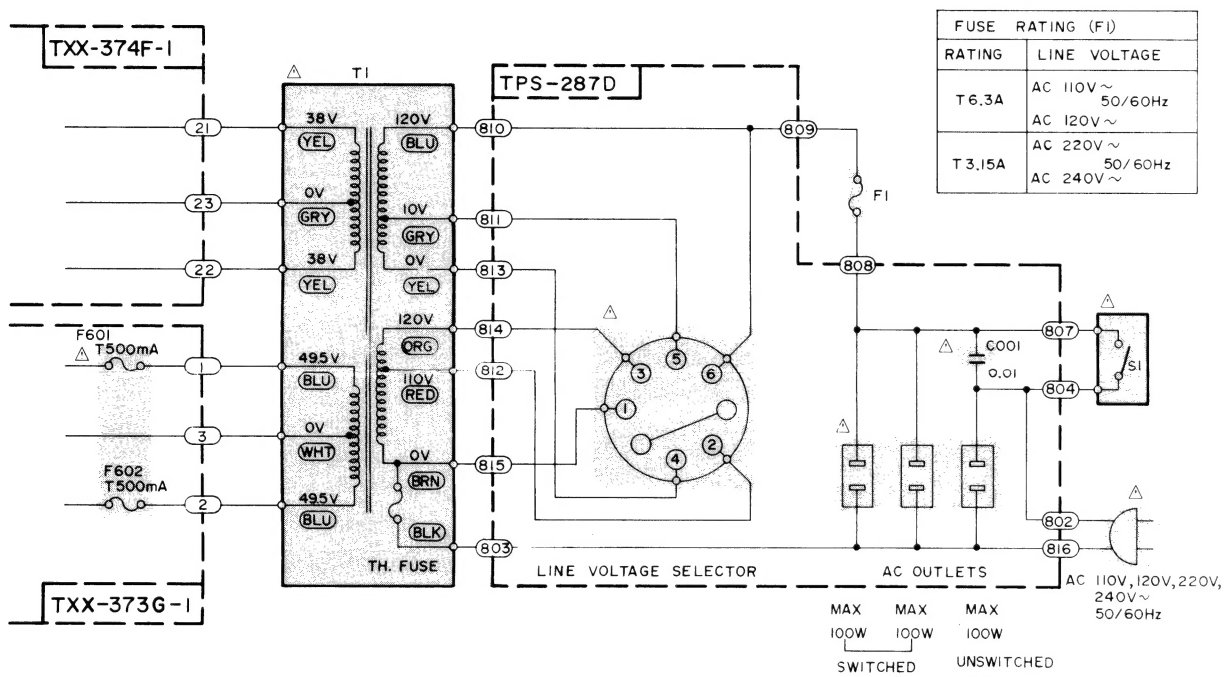 TXX-374F-1
T1
TPS-287D
FUSE RATING (F1)
RATING
LINE VOLTAGE
T6.3A
AC 110V~
50/60Hz
AC 120V~
T3.15A
AC 220V~
50/60Hz
AC 240V~
21
38V
YEL
120V
BLU
810
809
F1
23
0V
GRY
10V
GRY
811
22
38V
YEL
0V
YEL
813
808
F601
T500mA
1
49.5V
BLU
120V
ORG
814
110V
RED
812
3
5
6
1
2
4
C001
0.01
807
804
S1
3
0V
WHT
0V
BRN
815
F602
T500mA
2
49.5V
BLU
BLK
803
802
816
TH. FUSE
LINE VOLTAGE SELECTOR
AC OUTLETS
TXX-373G-1
AC 110V,120V,220V,
240V~
50/60Hz
MAX
100W
MAX
100W
MAX
100W
SWITCHED
UNSWITCHED